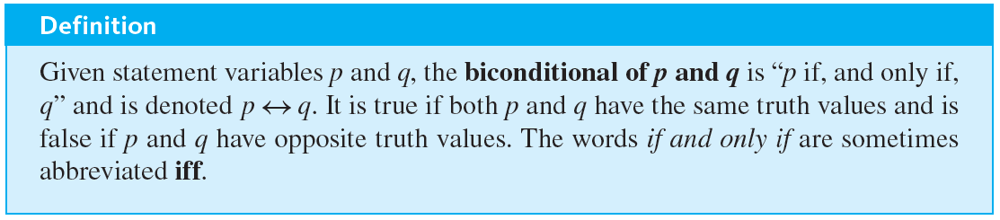 Definition
Given statement variables p and q, the biconditional of p and q is “p if, and only if,
q” and is denoted p ↔ q. It is true if both p and q have the same truth values and is
false if p and q have opposite truth values. The words if and only if are sometimes
abbreviated iff.